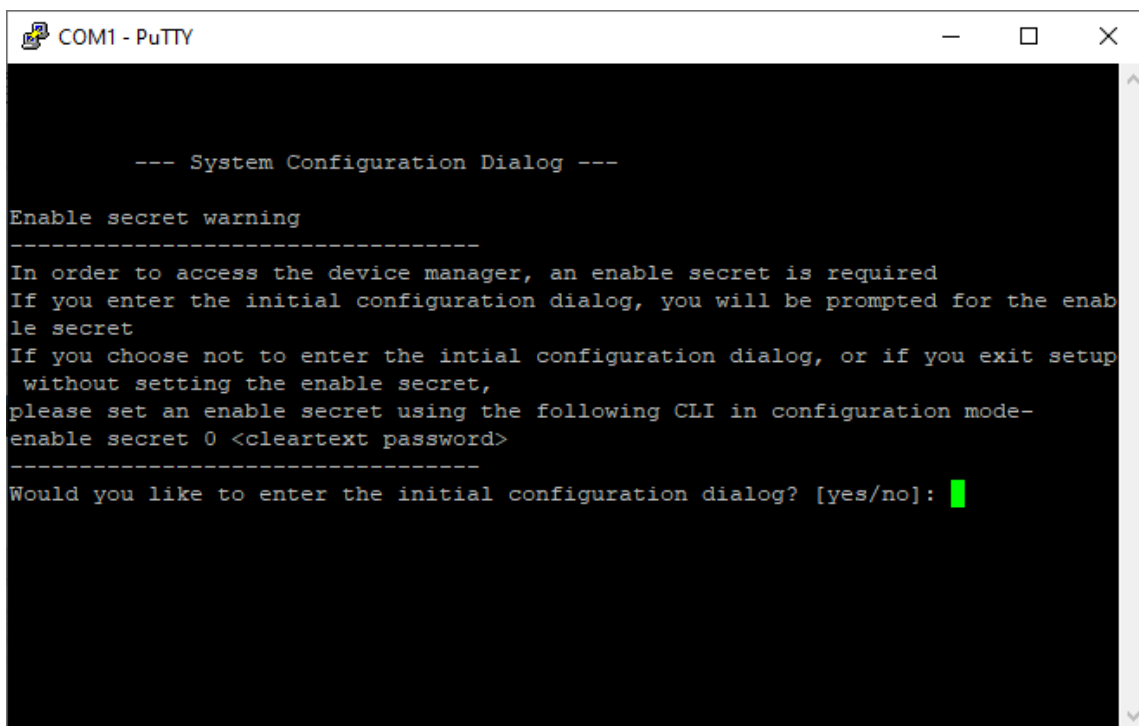 COM1 - PuTTY
--- System Configuration Dialog ---
Enable secret warning
----------------------------------
In order to access the device manager, an enable secret is required
If you enter the initial configuration dialog, you will be prompted for the enab
le secret
If you choose not to enter the intial configuration dialog, or if you exit setup
without setting the enable secret,
please set an enable secret using the following CLI in configuration mode-
enable secret 0 <cleartext password>
----------------------------------
Would you like to enter the initial configuration dialog? [yes/no]: